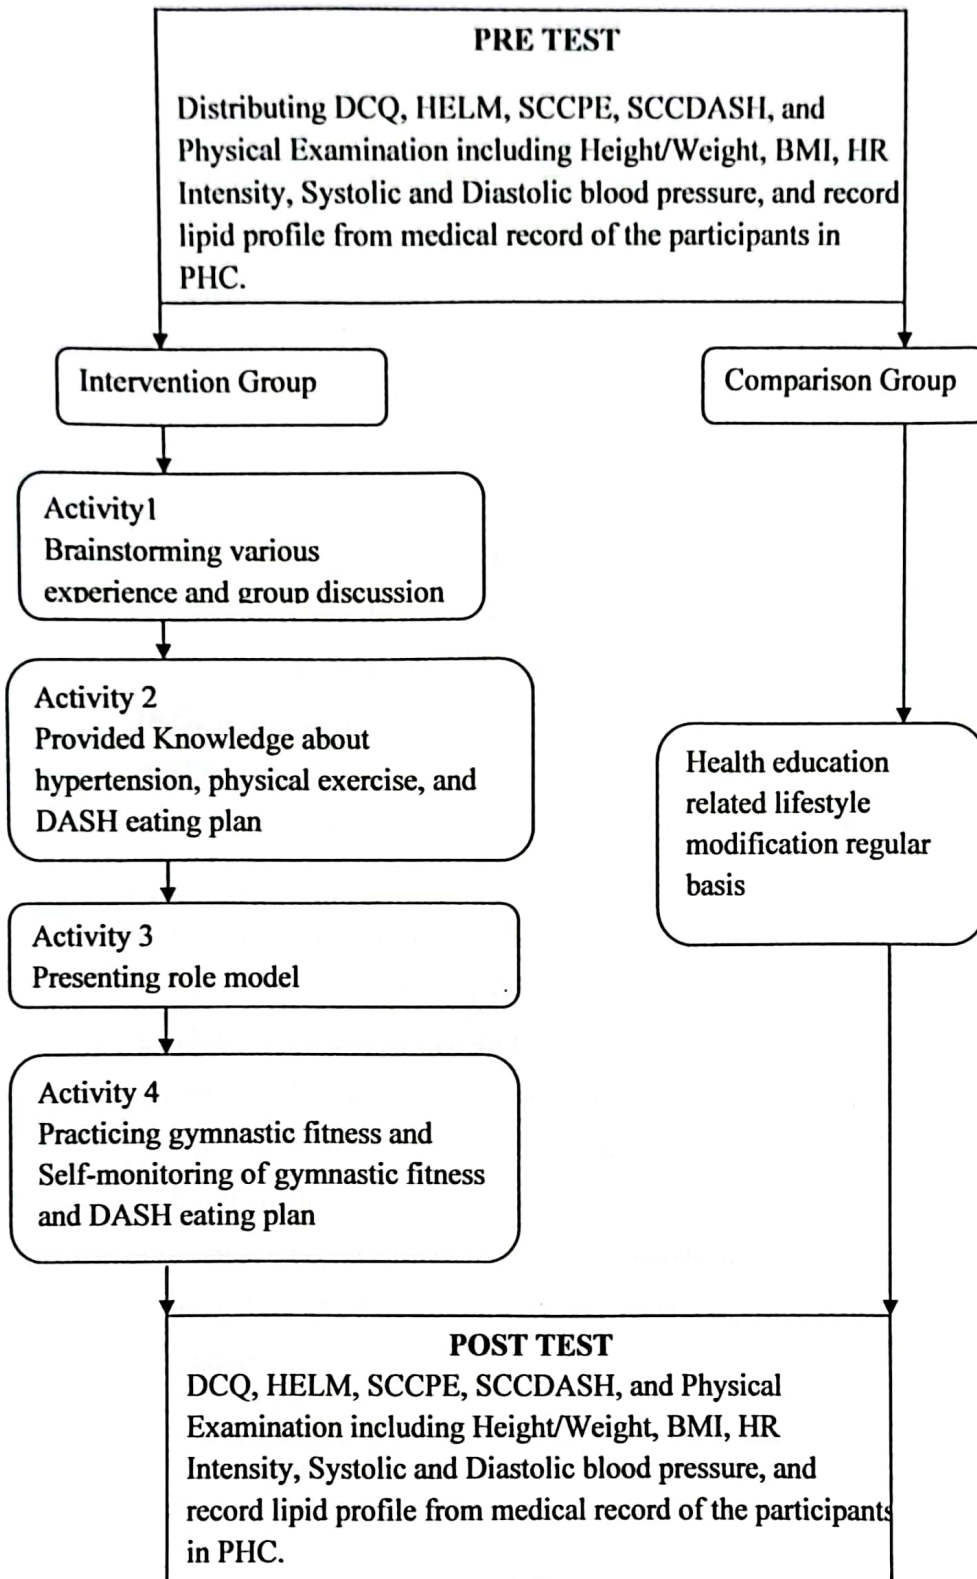 PRE TEST
Distributing DCQ, HELM, SCCPE, SCCDASH, and
Physical Examination including Height/Weight, BMI, HR
Intensity, Systolic and Diastolic blood pressure, and record
lipid profile from medical record of the participants in
PHC.
Intervention Group
Comparison Group
Activity1
Brainstorming various
experience and group discussion
Activity 2
Provided Knowledge about
hypertension, physical exercise, and
DASH eating plan
Health education
related lifestyle
modification regular
basis
Activity 3
Presenting role model
Activity 4
Practicing gymnastic fitness and
Self-monitoring of gymnastic fitness
and DASH eating plan
POST TEST
DCQ, HELM, SCCPE, SCCDASH, and Physical
Examination including Height/Weight, BMI, HR
Intensity, Systolic and Diastolic blood pressure, and
record lipid profile from medical record of the participants
in PHC.